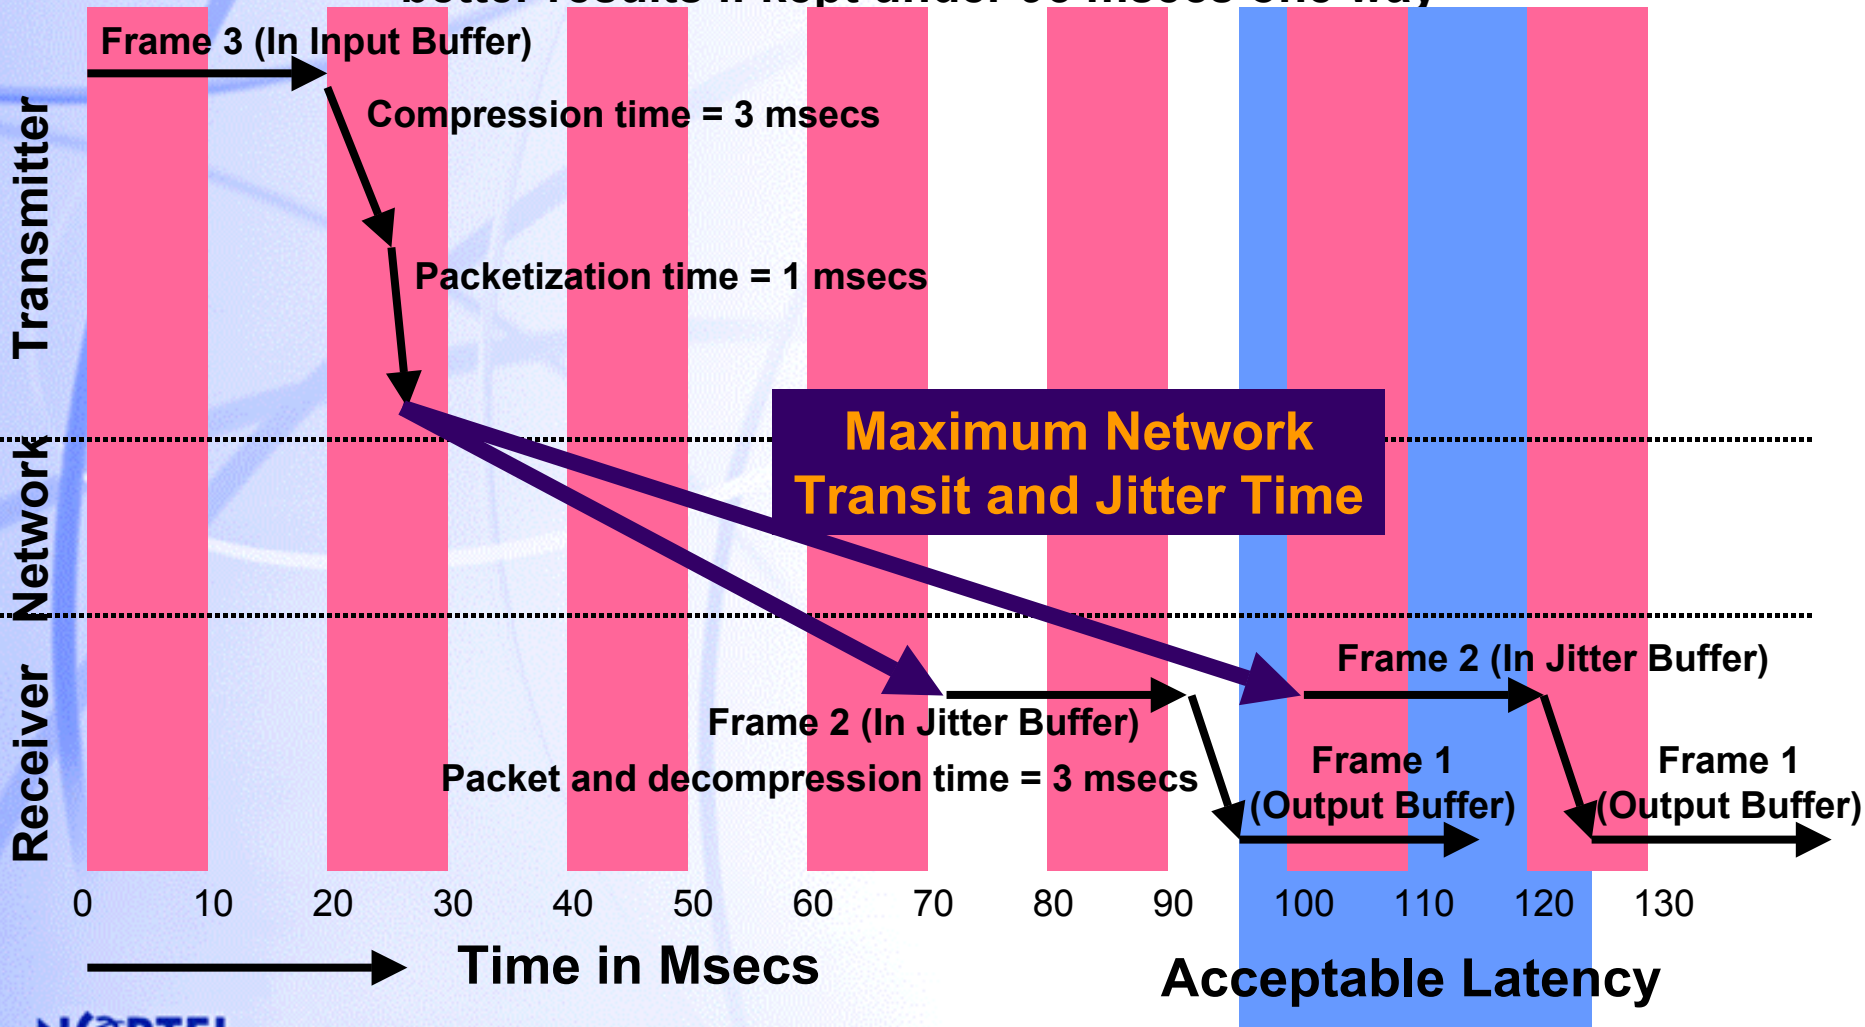 Frame 3 (In Input Buffer)
Compression time = 3 msecs
Packetization time = 1 msecs
Transmitter
Maximum Network
Transit and Jitter Time
Network
Frame 2 (In Jitter Buffer)
Frame 2 (In Jitter Buffer)
Packet and decompression time = 3 msecs
Frame 1
(Output Buffer)
Frame 1
(Output Buffer)
Receiver
0 10 20 30 40 50 60 70 80 90 100 110 120 130
Time in Msecs
Acceptable Latency